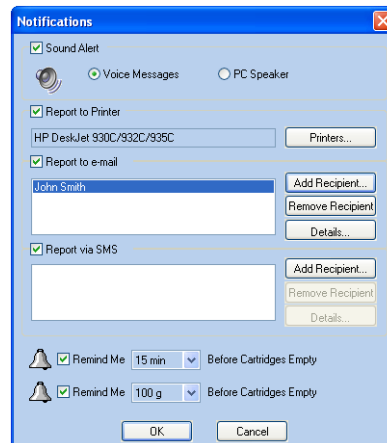 Notifications
Sound Alert
Voice Messages PC Speaker
Report to Printer
HP DeskJet 930C/932C/935C Printers...
Report to e-mail
John Smith Add Recipient...
Remove Recipient
Details...
Report via SMS
Add Recipient...
Remove Recipient
Details...
Remind Me 15 min Before Cartridges Empty
Remind Me 100 g Before Cartridges Empty
OK Cancel